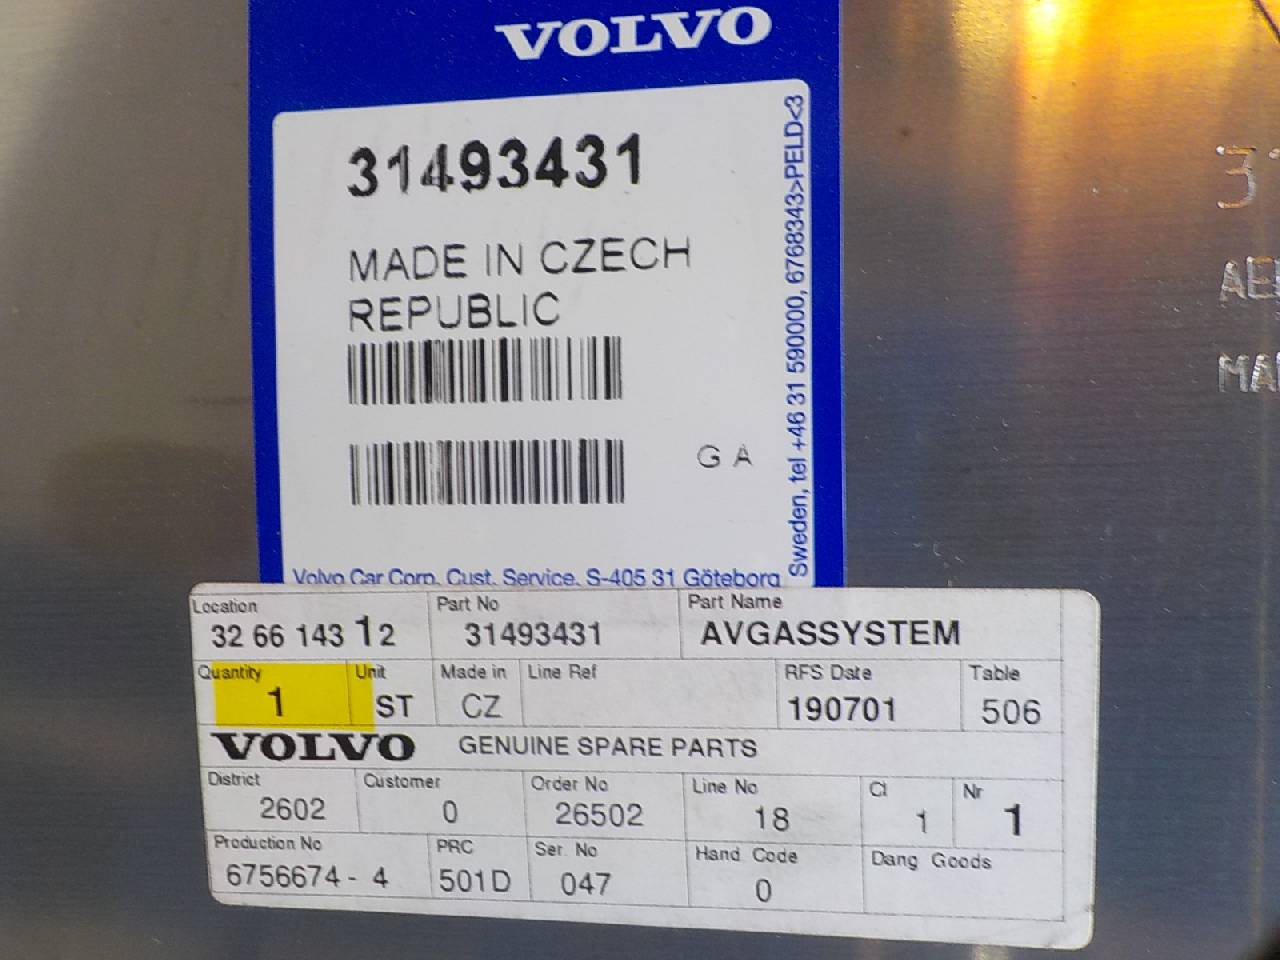 VOLVO
31493431
MADE IN CZECH
REPUBLIC
G A
Sweden, tel +46 31 590000, 6768343>PELD<3
Volvo Car Corp. Cust. Service. S-405 31 Göteborg
Location
Part No
Part Name
32 66 143 12
31493431
AVGASSYSTEM
Quantity
Unit
Made in
Line Ref
RFS Date
Table
1
ST
CZ
190701
506
VOLVO
GENUINE SPARE PARTS
District
Customer
Order No
Line No
Cl
Nr
2602
0
26502
18
1
1
Production No
PRC
Ser. No
Hand. Code
Dang Goods
6756674- 4
501D
047
0